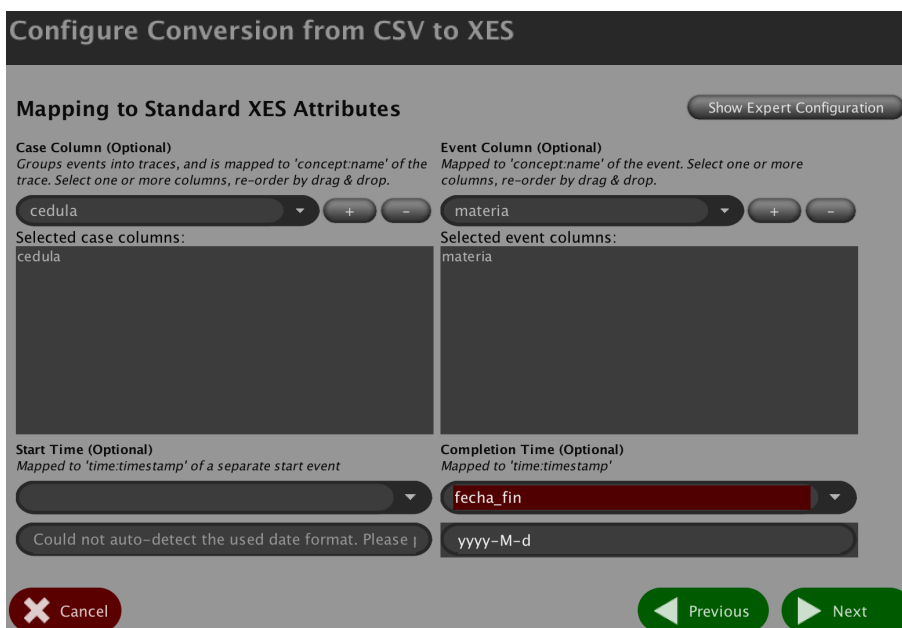 Configure Conversion from CSV to XES
Mapping to Standard XES Attributes
Show Expert Configuration
Case Column (Optional)
Groups events into traces, and is mapped to 'concept:name' of the
trace. Select one or more columns, re-order by drag & drop.
cedula
+
-
Selected case columns:
cedula
Event Column (Optional)
Mapped to 'concept:name' of the event. Select one or more
columns, re-order by drag & drop.
materia
+
-
Selected event columns:
materia
Start Time (Optional)
Mapped to 'time:timestamp' of a separate start event
Could not auto-detect the used date format. Please
Completion Time (Optional)
Mapped to 'time:timestamp'
fecha_fin
yyyy-M-d
Cancel
Previous
Next